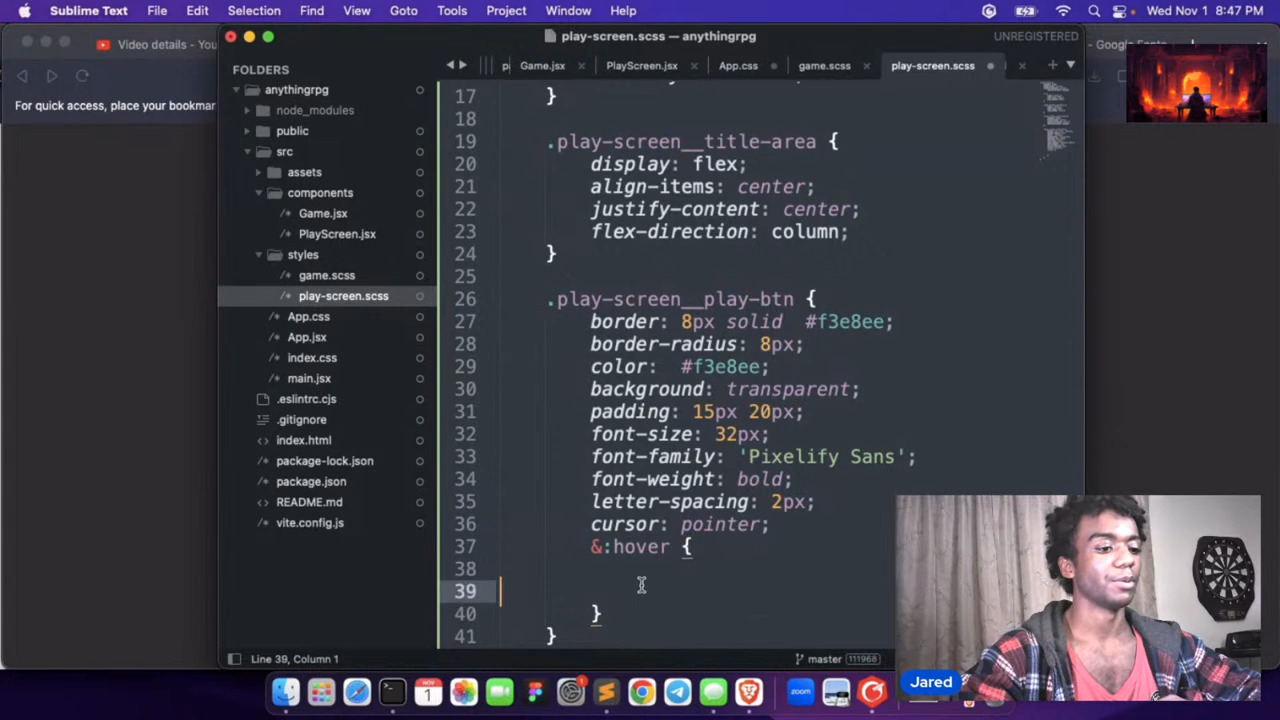 Sublime Text File Edit Selection Find View Goto Tools Project Window Help Wed Nov 1 8:47 PM
Video details - You
play-screen.scss — anythingrpg
UNREGISTERED
- Google Fonts
For quick access, place your bookmar
FOLDERS
anythingrpg
node_modules
public
src
assets
components
Game.jsx
PlayScreen.jsx
styles
game.scss
play-screen.scss
App.css
App.jsx
index.css
main.jsx
.eslintrc.cjs
.gitignore
index.html
package-lock.json
package.json
README.md
vite.config.js
Game.jsx PlayScreen.jsx App.css game.scss play-screen.scss
17 }
18
19 .play-screen__title-area {
20 display: flex;
21 align-items: center;
22 justify-content: center;
23 flex-direction: column;
24 }
25
26 .play-screen__play-btn {
27 border: 8px solid #f3e8ee;
28 border-radius: 8px;
29 color: #f3e8ee;
30 background: transparent;
31 padding: 15px 20px;
32 font-size: 32px;
33 font-family: 'Pixelify Sans';
34 font-weight: bold;
35 letter-spacing: 2px;
36 cursor: pointer;
37 &:hover {
38
39
40 }
41 }
Line 39, Column 1
master 111968
Jared
NOV
1
1
zoom